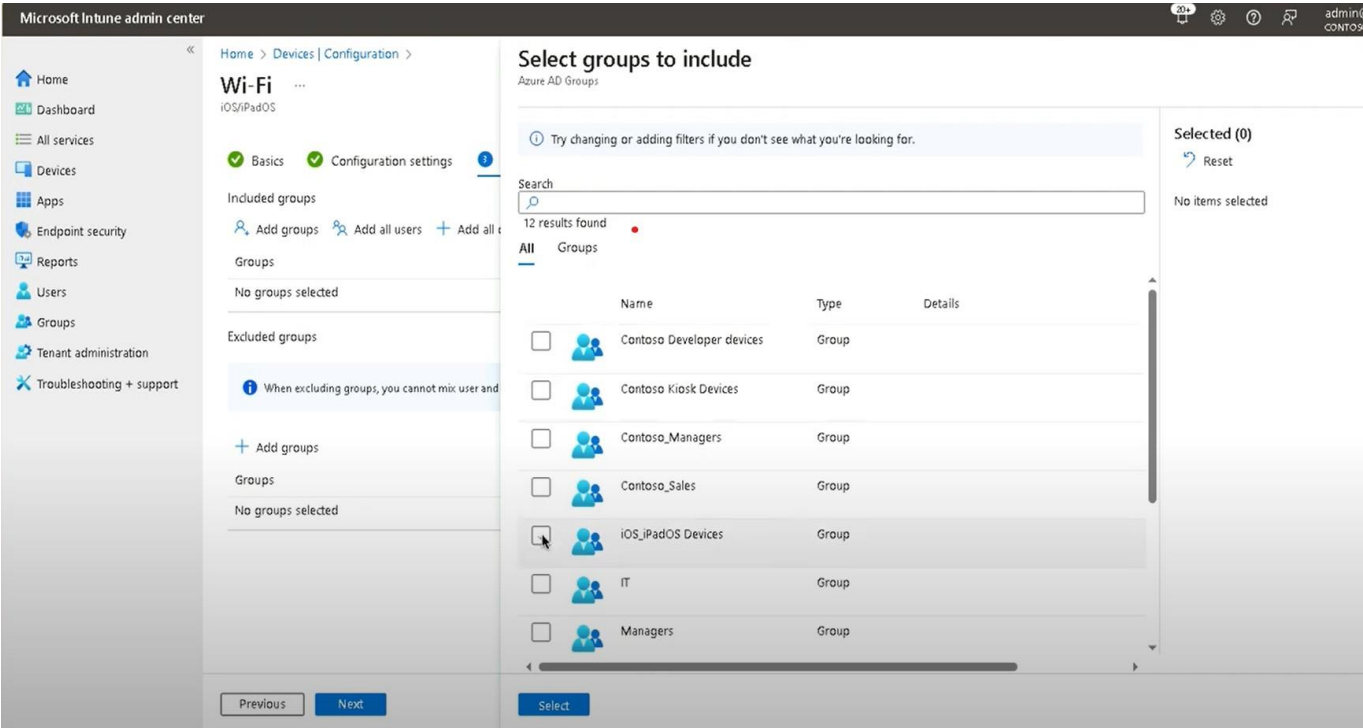 Microsoft Intune admin center
20+
admin@
CONTOS
Home
Dashboard
All services
Devices
Apps
Endpoint security
Reports
Users
Groups
Tenant administration
Troubleshooting + support
Home > Devices | Configuration >
Wi-Fi ...
iOS/iPadOS
Basics
Configuration settings
3
Included groups
Add groups
Add all users
Add all
Groups
No groups selected
Excluded groups
When excluding groups, you cannot mix user and
Add groups
Groups
No groups selected
Previous
Next
Select groups to include
Azure AD Groups
Try changing or adding filters if you don't see what you're looking for.
Search
12 results found
All
Groups
Name Type Details
Contoso Developer devices Group
Contoso Kiosk Devices Group
Contoso_Managers Group
Contoso_Sales Group
iOS_iPadOS Devices Group
IT Group
Managers Group
Select
Selected (0)
Reset
No items selected